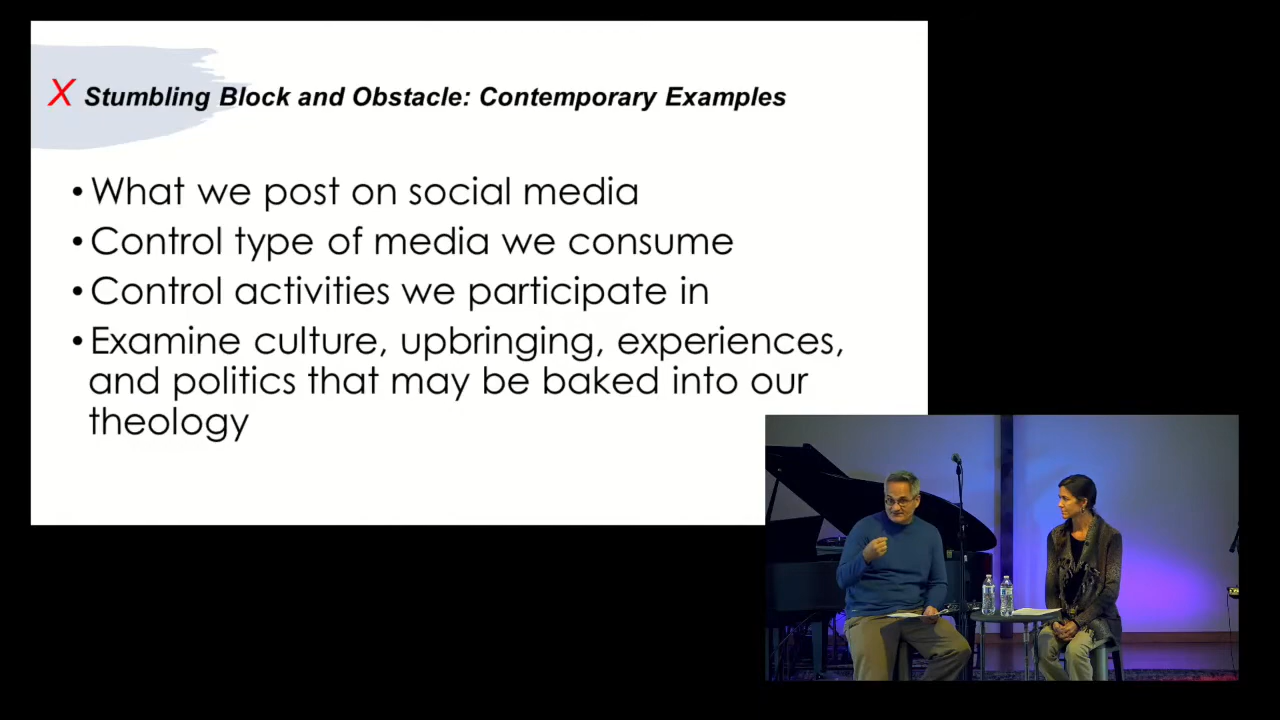 X Stumbling Block and Obstacle: Contemporary Examples
• What we post on social media
• Control type of media we consume
• Control activities we participate in
• Examine culture, upbringing, experiences,
and politics that may be baked into our
theology